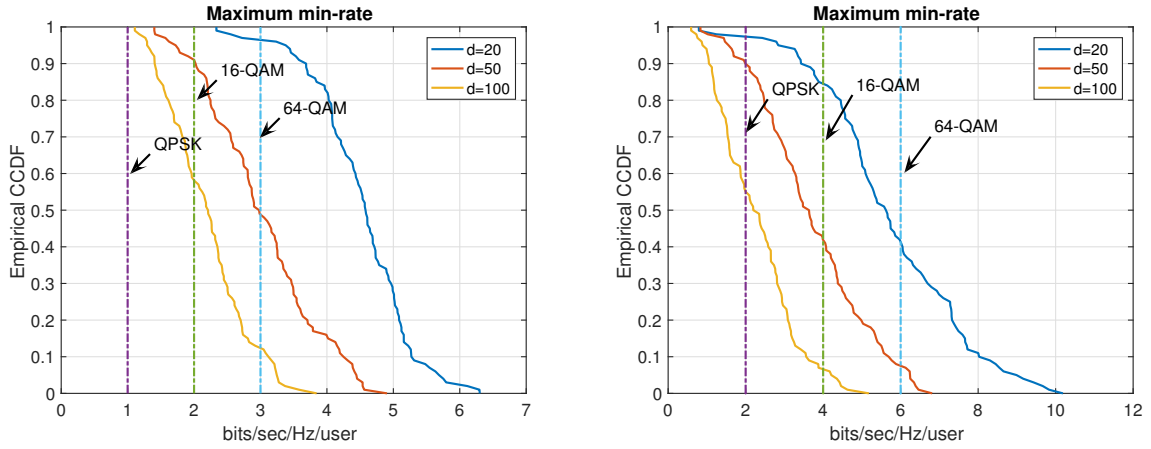 Maximum min-rate
1
0.9
0.8
0.7
0.6
0.5
0.4
0.3
0.2
0.1
0
Empirical CCDF
d=20
d=50
d=100
16-QAM
64-QAM
QPSK
0 1 2 3 4 5 6 7
bits/sec/Hz/user
Maximum min-rate
1
0.9
0.8
0.7
0.6
0.5
0.4
0.3
0.2
0.1
0
Empirical CCDF
d=20
d=50
d=100
QPSK
16-QAM
64-QAM
0 2 4 6 8 10 12
bits/sec/Hz/user